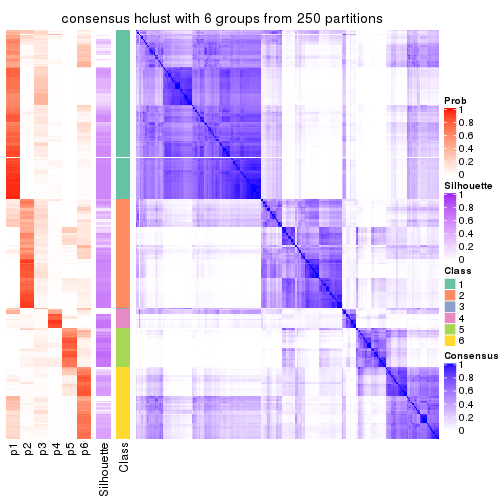 consensus hclust with 6 groups from 250 partitions
Prob
1
0.8
0.6
0.4
0.2
0
Silhouette
1
0.8
0.6
0.4
0.2
0
Class
1
2
3
4
5
6
Consensus
1
0.8
0.6
0.4
0.2
0
p1
p2
p3
p4
p5
p6
Silhouette
Class